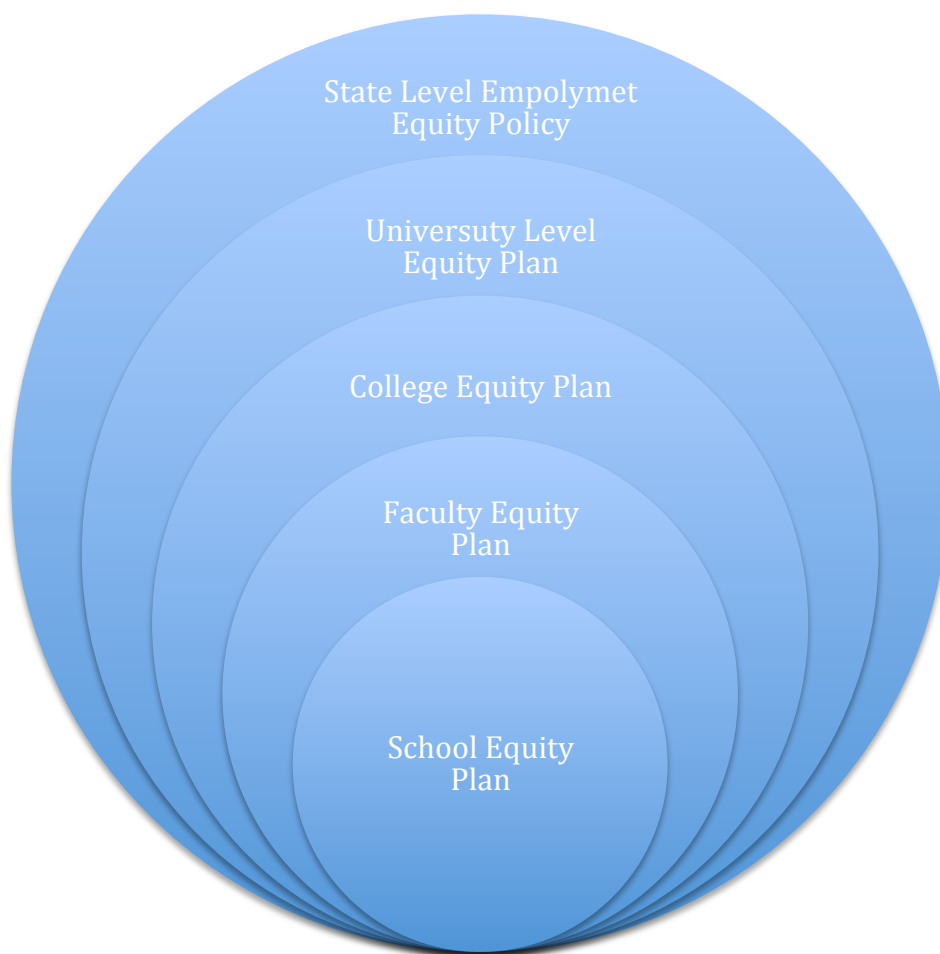 State Level Empolymet
Equity Policy
Universuty Level
Equity Plan
College Equity Plan
Faculty Equity
Plan
School Equity
Plan